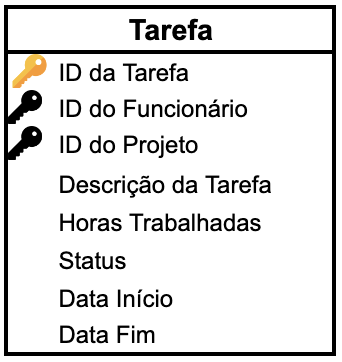 Tarefa
ID da Tarefa
ID do Funcionário
ID do Projeto
Descrição da Tarefa
Horas Trabalhadas
Status
Data Início
Data Fim